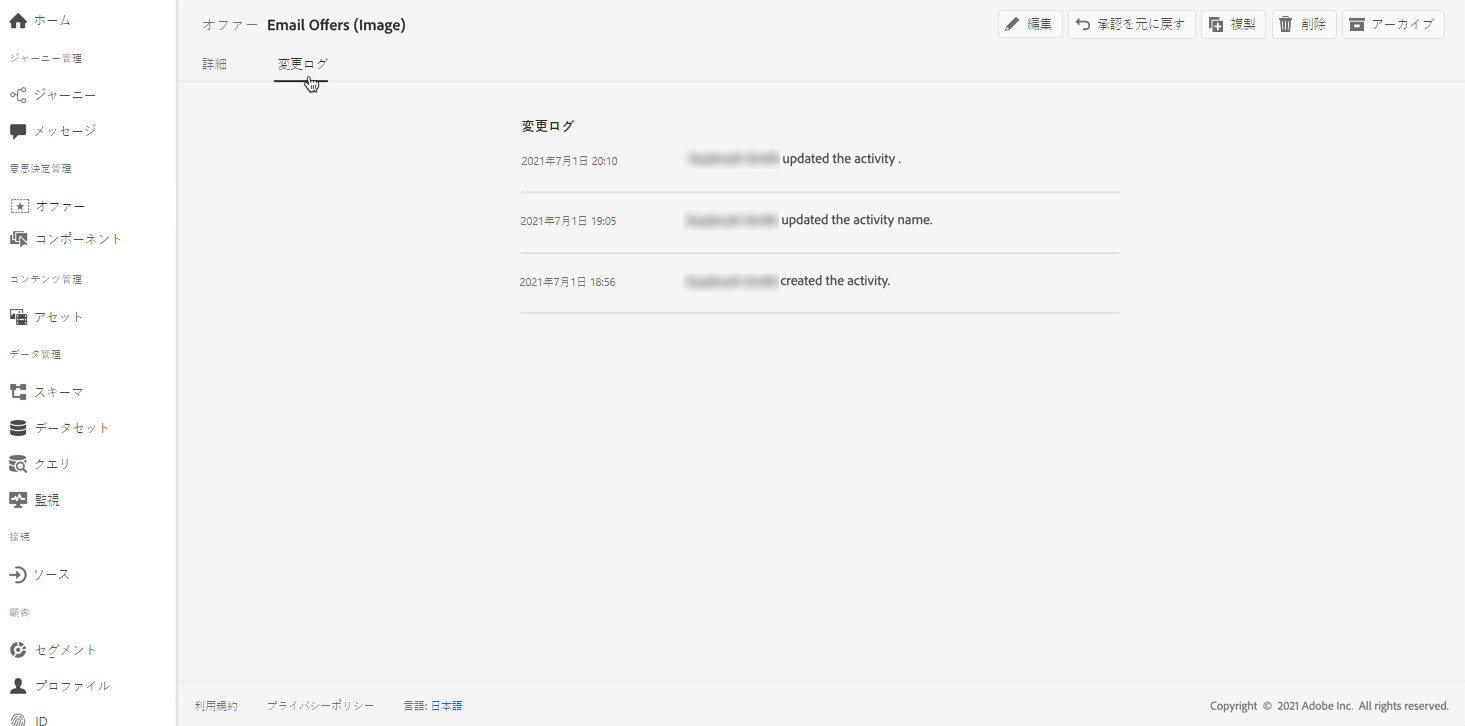 ホーム
ジャーニー管理
ジャーニー
メッセージ
意思決定管理
オファー
コンポーネント
コンテンツ管理
アセット
データ管理
スキーマ
データセット
クエリ
監視
接続
ソース
顧客
セグメント
プロファイル
ID
オファー Email Offers (Image)
編集
承認を元に戻す
複製
削除
アーカイブ
詳細
変更ログ
変更ログ
2021年7月1日 20:10 updated the activity .
2021年7月1日 19:05 updated the activity name.
2021年7月1日 18:56 created the activity.
利用規約 プライバシーポリシー 言語: 日本語
Copyright © 2021 Adobe Inc. All rights reserved.